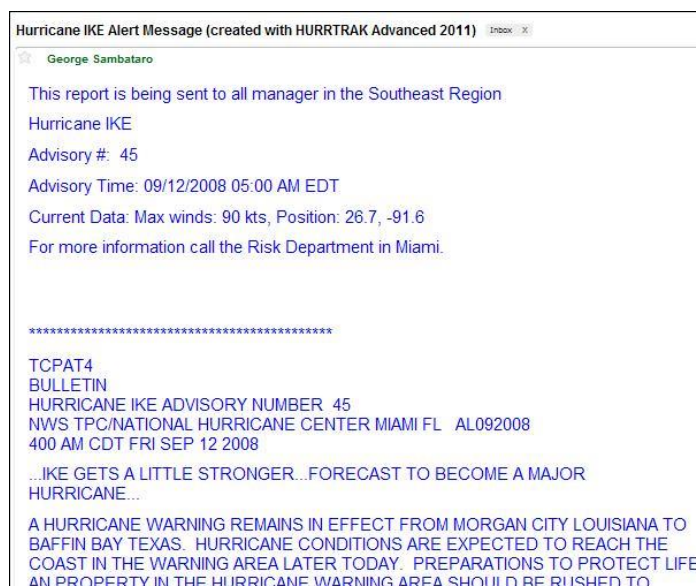 Hurricane IKE Alert Message (created with HURRTRAK Advanced 2011) Inbox X
George Sambataro
This report is being sent to all manager in the Southeast Region
Hurricane IKE
Advisory #: 45
Advisory Time: 09/12/2008 05:00 AM EDT
Current Data: Max winds: 90 kts, Position: 26.7, -91.6
For more information call the Risk Department in Miami.
********************************************
TCPAT4
BULLETIN
HURRICANE IKE ADVISORY NUMBER 45
NWS TPC/NATIONAL HURRICANE CENTER MIAMI FL AL092008
400 AM CDT FRI SEP 12 2008
...IKE GETS A LITTLE STRONGER...FORECAST TO BECOME A MAJOR
HURRICANE...
A HURRICANE WARNING REMAINS IN EFFECT FROM MORGAN CITY LOUISIANA TO
BAFFIN BAY TEXAS. HURRICANE CONDITIONS ARE EXPECTED TO REACH THE
COAST IN THE WARNING AREA LATER TODAY. PREPARATIONS TO PROTECT LIFE
AN PROPERTY IN THE HURRICANE WARNING AREA SHOULD BE RUSHED TO